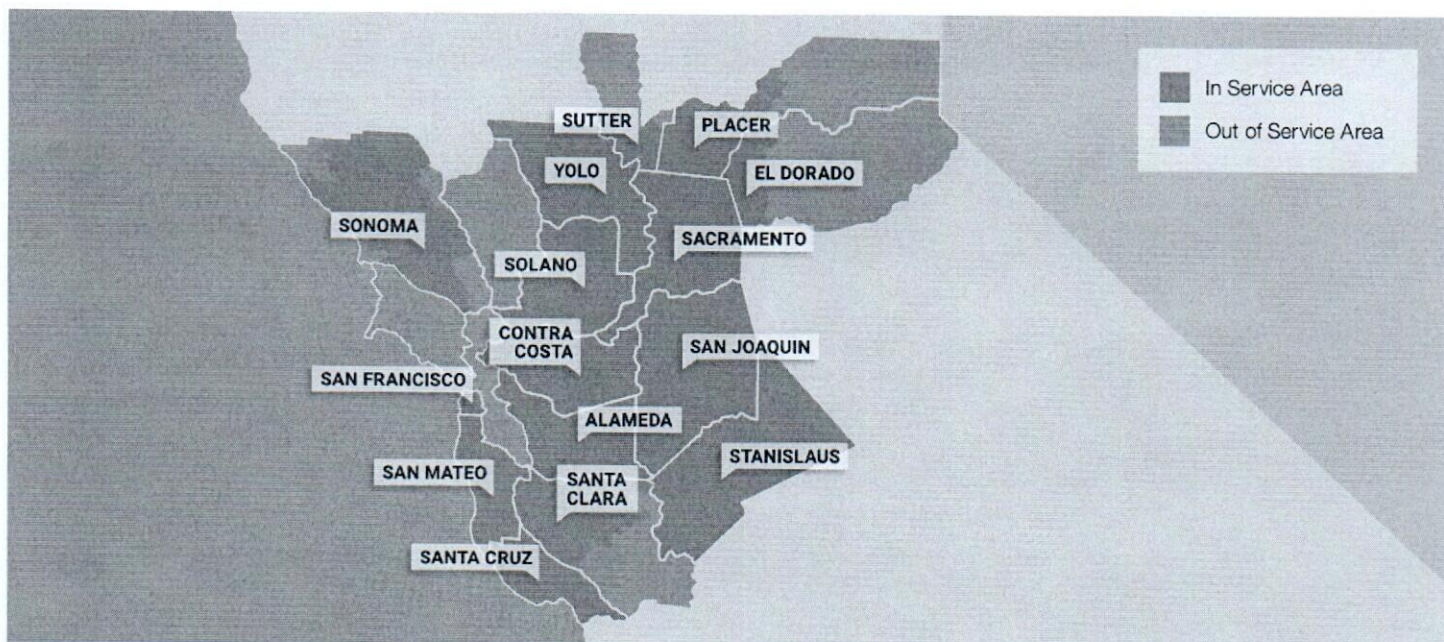 In Service Area
Out of Service Area
SUTTER
PLACER
YOLO
EL DORADO
SONOMA
SACRAMENTO
SOLANO
CONTRA
COSTA
SAN JOAQUIN
SAN FRANCISCO
ALAMEDA
STANISLAUS
SAN MATEO
SANTA
CLARA
SANTA CRUZ